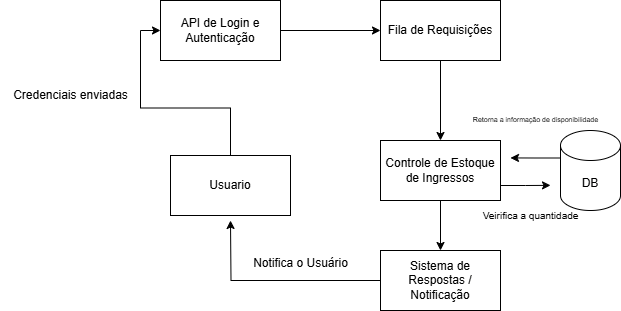 API de Login e
Autenticação
Fila de Requisições
Credenciais enviadas
Retorna a informação de disponibilidade
Controle de Estoque
de Ingressos
DB
Usuario
Veirifica a quantidade
Notifica o Usuário
Sistema de
Respostas /
Notificação